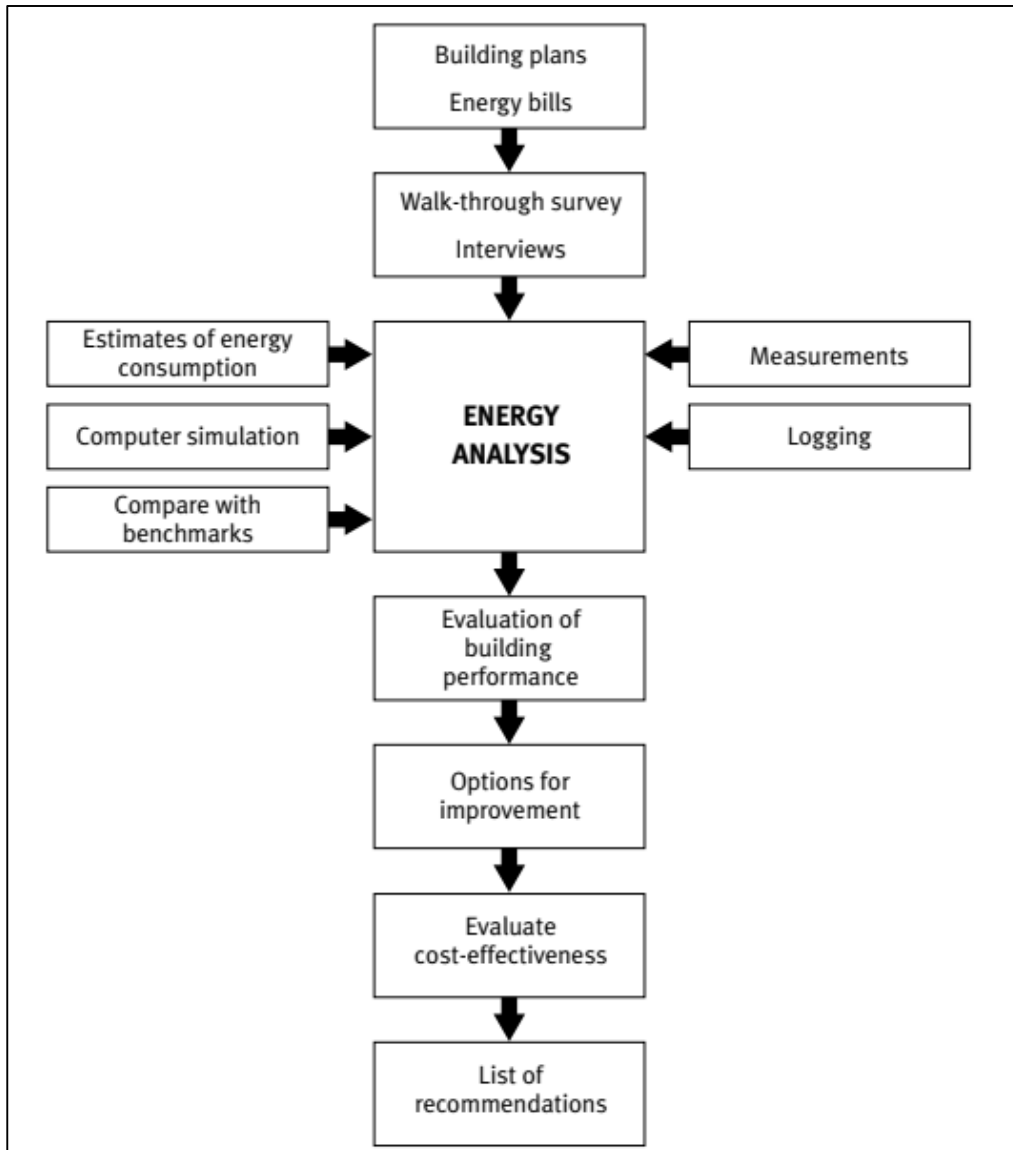 Building plans
Energy bills
Walk-through survey
Interviews
Estimates of energy
consumption
Computer simulation
Compare with
benchmarks
ENERGY
ANALYSIS
Measurements
Logging
Evaluation of
building
performance
Options for
improvement
Evaluate
cost-effectiveness
List of
recommendations